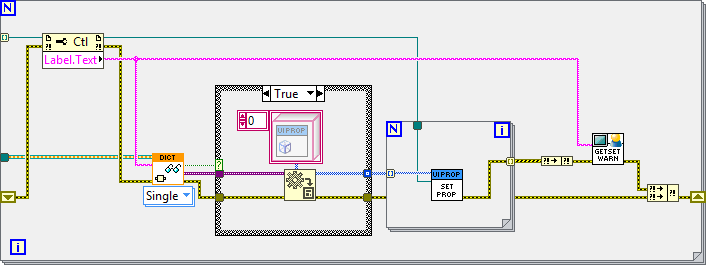 N
Ctl
Label.Text
True
0
UIPROP
N
i
DICT
?
Single
UIPROP
SET
PROP
GETSET
WARN
?! → ?!
?! → ?!
?!
i